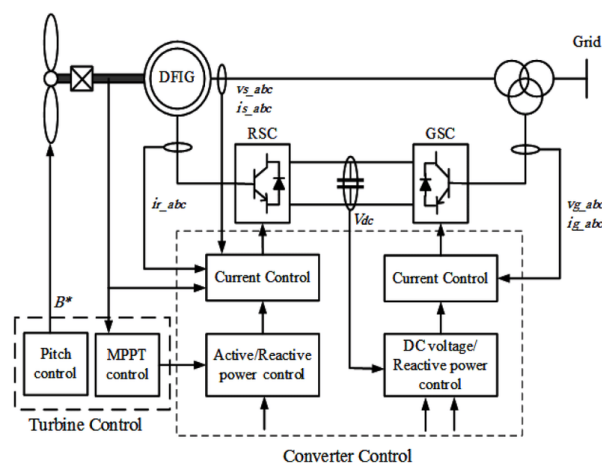 Grid
DFIG
vs_abc
is_abc
RSC
GSC
ir_abc
Vdc
vg_abc
ig_abc
Current Control
Current Control
B*
Pitch
control
MPPT
control
Active/Reactive
power control
DC voltage/
Reactive power
control
Turbine Control
Converter Control